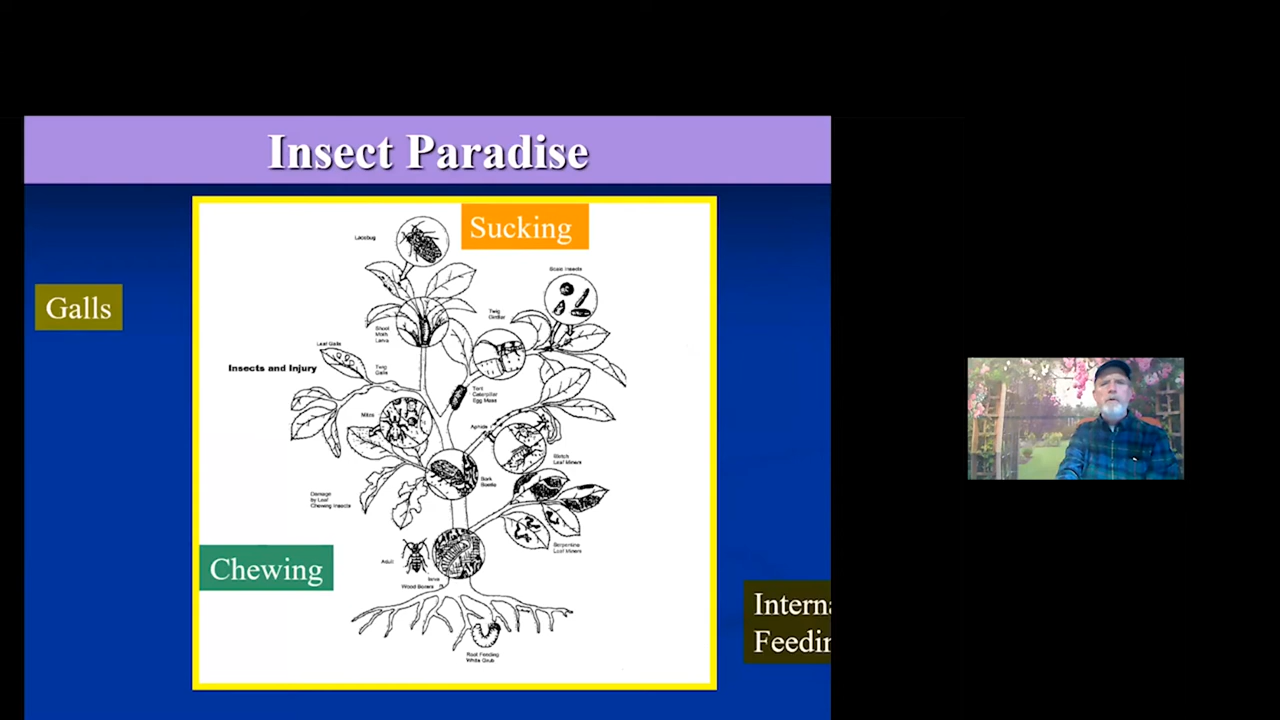 Insect Paradise
Sucking
Lacebug
Scale Insects
Galls
Twig
Girdler
Shoot
Moth
Larva
Leaf Galls
Insects and Injury
Twig
Galls
Tent
Caterpillar
Egg Mass
Mites
Aphids
Blotch
Leaf Miners
Bark
Beetle
Damage
by Leaf
Chewing Insects
Serpentine
Leaf Miners
Adult
Chewing
larva
Wood Borers
Interna
Feedin
Root Feeding
White Grub